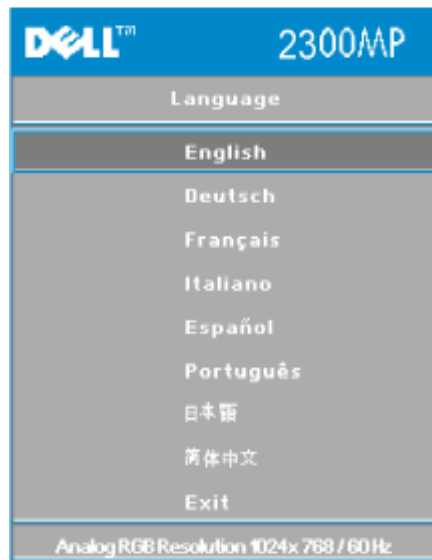 DELL™ 2300MP
Language
English
Deutsch
Français
Italiano
Español
Português
日本語
简体中文
Exit
Analog RGB Resolution 1024x 768 / 60 Hz